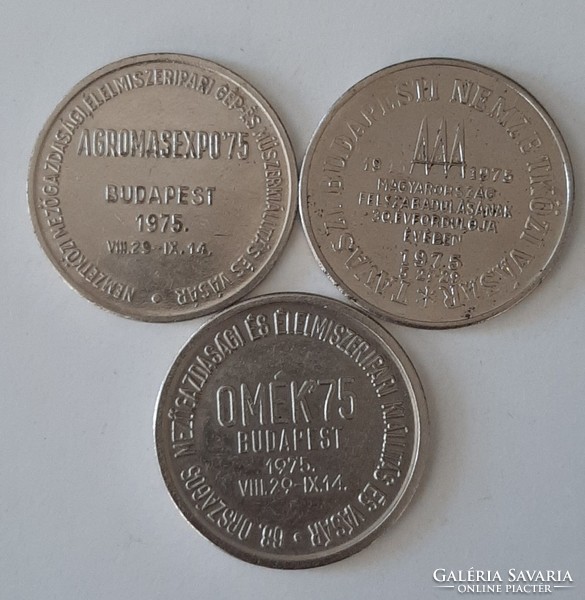 NEMZETKÖZI MEZŐGAZDASÁGI, ÉLELMISZERIPARI GÉP-ÉS MŰSZERKIÁLLÍTÁS ÉS VÁSÁR
AGROMASEXPO'75
BUDAPEST
1975.
VIII.29-IX.14.
TAVASZI BUDAPESTI NEMZETKÖZI VÁSÁR
19 1975
MAGYARORSZÁG
FELSZABADULÁSÁNAK
30. ÉVFORDULÓJA
ÉVÉBEN
1975
68. ORSZÁGOS MEZŐGAZDASÁGI ÉS ÉLELMISZERIPARI KIÁLLÍTÁS ÉS VÁSÁR
OMÉK'75
BUDAPEST
1975.
VIII.29-IX.14.
GALÉRIA SAVARIA
ONLINE PIACTÉR